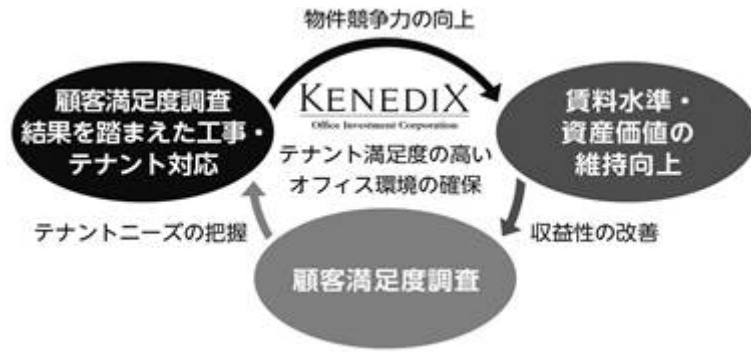 物件競争力の向上
顧客満足度調査
結果を踏まえた工事・
テナント対応
KENEDIX
Office Investment Corporation
テナント満足度の高い
オフィス環境の確保
賃料水準・
資産価値の
維持向上
テナントニーズの把握
収益性の改善
顧客満足度調査